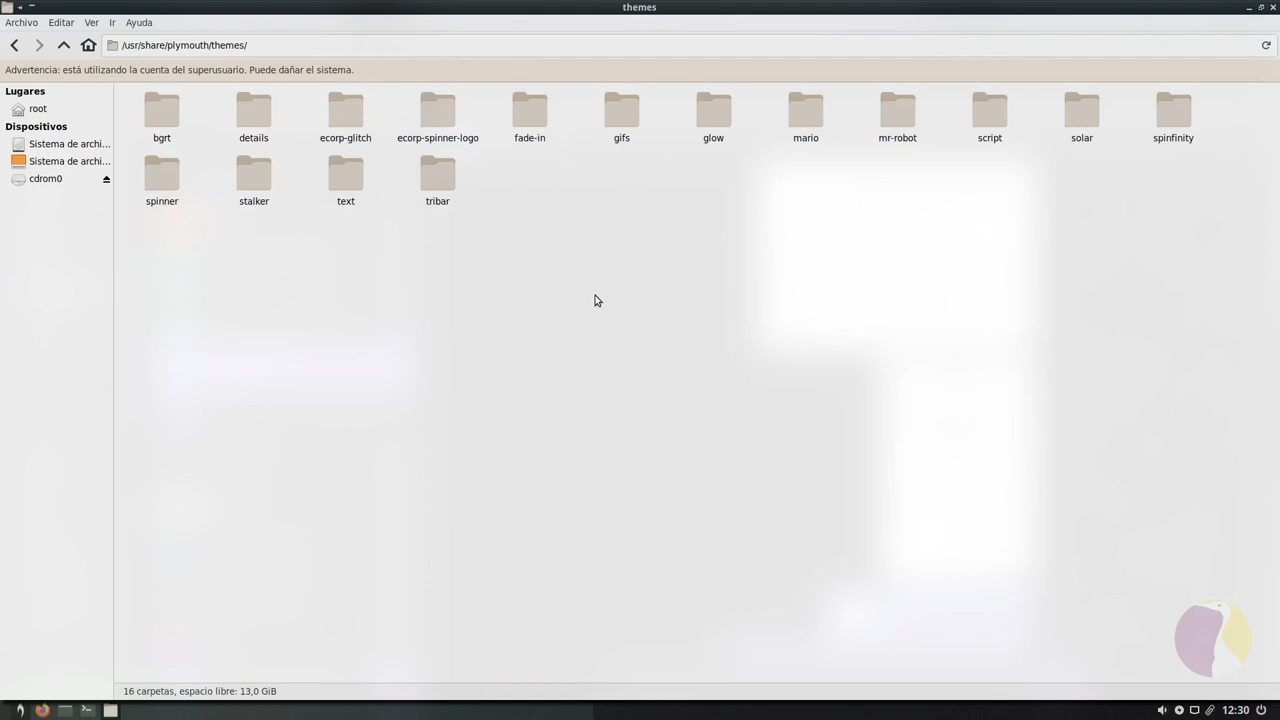 themes
Archivo Editar Ver Ir Ayuda
/usr/share/plymouth/themes/
Advertencia: está utilizando la cuenta del superusuario. Puede dañar el sistema.
Lugares
root
Dispositivos
Sistema de archi...
Sistema de archi...
cdrom0
bgrt details ecorp-glitch ecorp-spinner-logo fade-in gifs glow mario mr-robot script solar spinfinity
spinner stalker text tribar
16 carpetas, espacio libre: 13,0 GiB
12:30